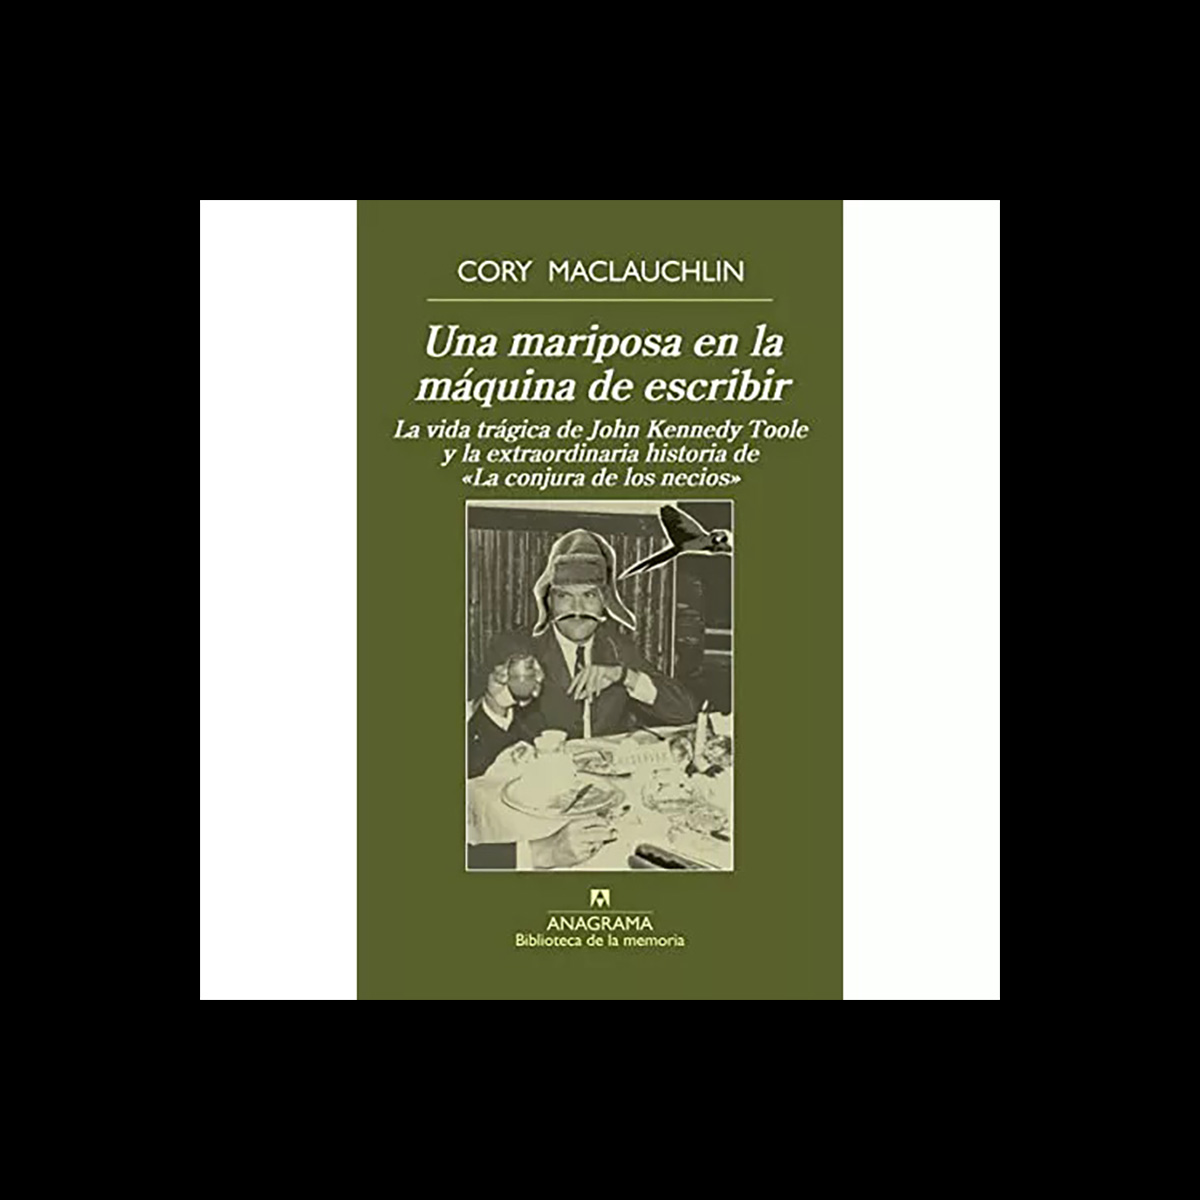 CORY MACLAUCHLIN
Una mariposa en la
máquina de escribir
La vida trágica de John Kennedy Toole
y la extraordinaria historia de
«La conjura de los necios»
ANAGRAMA
Biblioteca de la memoria